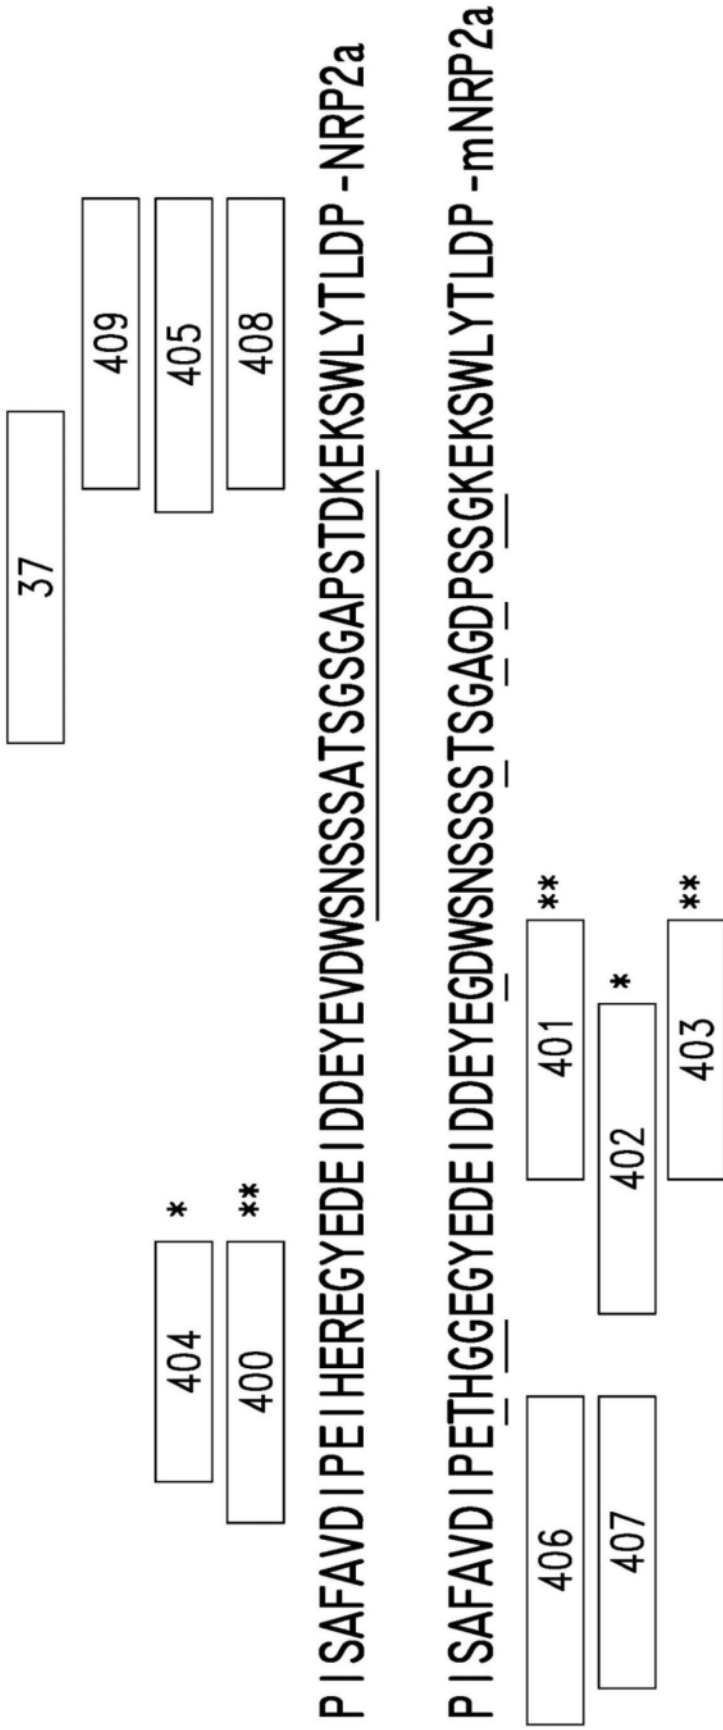 37
409
404 * 405
400 ** 408
PISAFAVDIPEIHEREGYEDEIDDEYEVDWSNSSSATSGSGAPSTDKEKSWLYTLDP -NRP2a
PISAFAVDIPETHGGEGYEDEIDDEYEGDWSNSSSSTSGAGDPSSGKEKSWLYTLDP -mNRP2a
406 401 **
407 402 *
403 **